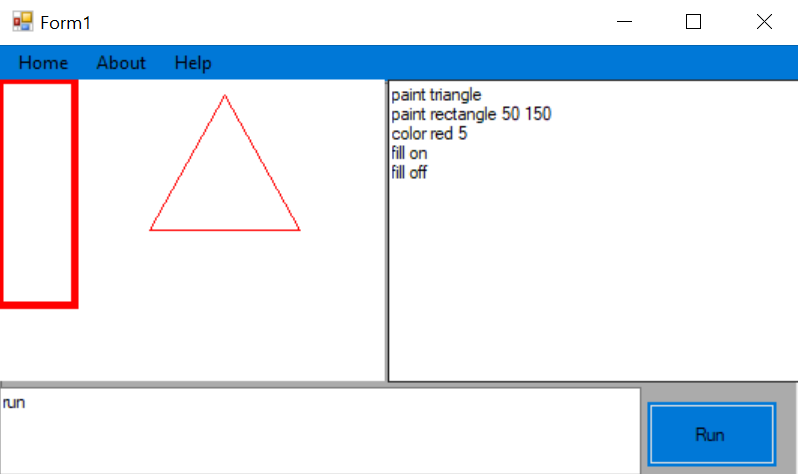 Form1
Home About Help
paint triangle
paint rectangle 50 150
color red 5
fill on
fill off
run
Run